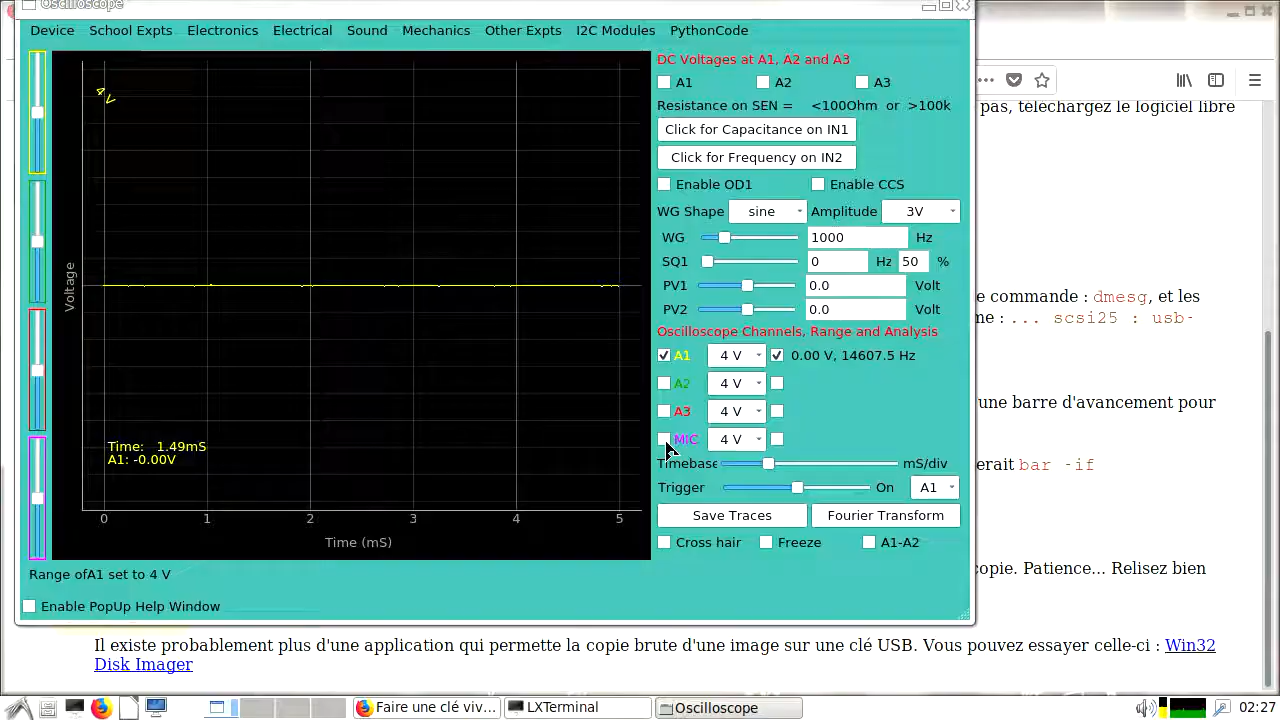 Oscilloscope
Device School Expts Electronics Electrical Sound Mechanics Other Expts I2C Modules PythonCode
4 V
Voltage
Time: 1.49mS
A1: -0.00V
0 1 2 3 4 5
Time (mS)
Range ofA1 set to 4 V
Enable PopUp Help Window
DC Voltages at A1, A2 and A3
A1 A2 A3
Resistance on SEN = <100Ohm or >100k
Click for Capacitance on IN1
Click for Frequency on IN2
Enable OD1 Enable CCS
WG Shape sine Amplitude 3V
WG 1000 Hz
SQ1 0 Hz 50 %
PV1 0.0 Volt
PV2 0.0 Volt
Oscilloscope Channels, Range and Analysis
A1 4 V 0.00 V, 14607.5 Hz
A2 4 V
A3 4 V
MIC 4 V
Timebase mS/div
Trigger On A1
Save Traces Fourier Transform
Cross hair Freeze A1-A2
pas, téléchargez le logiciel libre
e commande : dmesg, et les
me : ... scsi25 : usb-
une barre d'avancement pour
erait bar -if
copie. Patience... Relisez bien
Il existe probablement plus d'une application qui permette la copie brute d'une image sur une clé USB. Vous pouvez essayer celle-ci : Win32
Disk Imager
Faire une clé viv... LXTerminal Oscilloscope 02:27